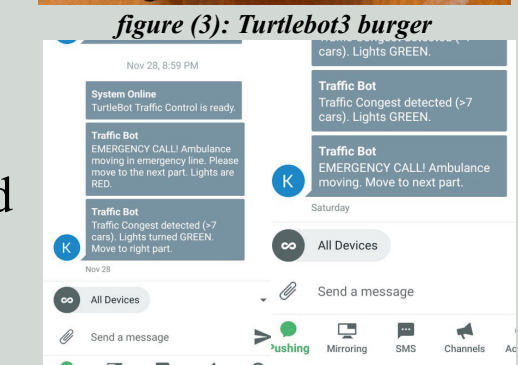 figure (3): Turtlebot3 burger
Nov 28, 8:59 PM
System Online
TurtleBot Traffic Control is ready.
Traffic Bot
EMERGENCY CALL! Ambulance
moving in emergency line. Please
move to the next part. Lights are
RED.
Traffic Bot
Traffic Congest detected (>7
cars). Lights turned GREEN.
Move to right part.
K
Nov 28
All Devices
Send a message
cars). Lights GREEN.
Traffic Bot
Traffic Congest detected (>7
cars). Lights GREEN.
Traffic Bot
EMERGENCY CALL! Ambulance
moving. Move to next part.
K
Saturday
All Devices
Send a message
Pushing
Mirroring
SMS
Channels
Ac
d